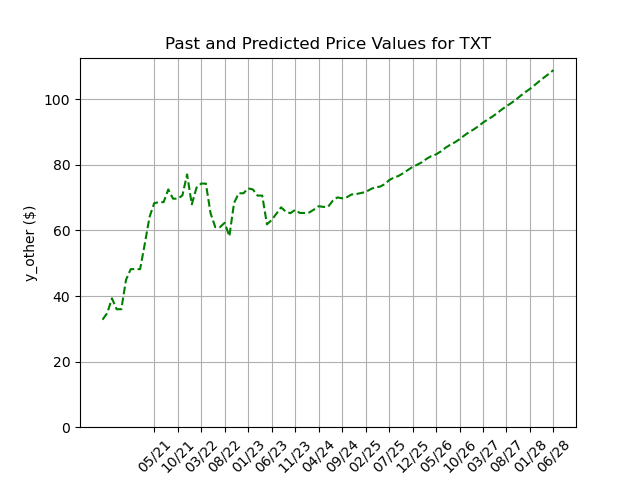 Past and Predicted Price Values for TXT
y_other ($)
100
80
60
40
20
0
05/21 10/21 03/22 08/22 01/23 06/23 11/23 04/24 09/24 02/25 07/25 12/25 05/26 10/26 03/27 08/27 01/28 06/28